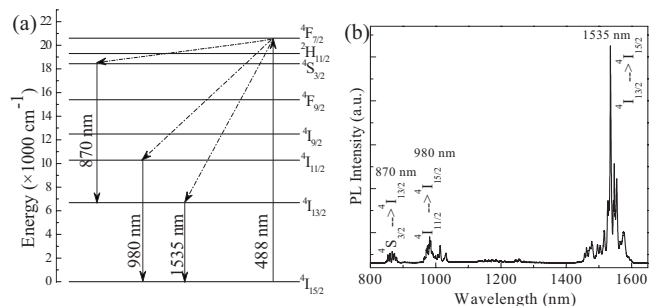 (a)
22
20
18
16
14
12
10
8
6
4
2
0
Energy (×1000 cm⁻¹)
⁴F₇/₂
²H₁₁/₂
⁴S₃/₂
⁴F₉/₂
⁴I₉/₂
⁴I₁₁/₂
⁴I₁₃/₂
⁴I₁₅/₂
870 nm
980 nm
1535 nm
488 nm
(b)
PL Intensity (a.u.)
1535 nm
⁴I₁₃/₂ --> ⁴I₁₅/₂
980 nm
⁴I₁₁/₂ --> ⁴I₁₅/₂
870 nm
⁴S₃/₂ --> ⁴I₁₃/₂
800 1000 1200 1400 1600
Wavelength (nm)